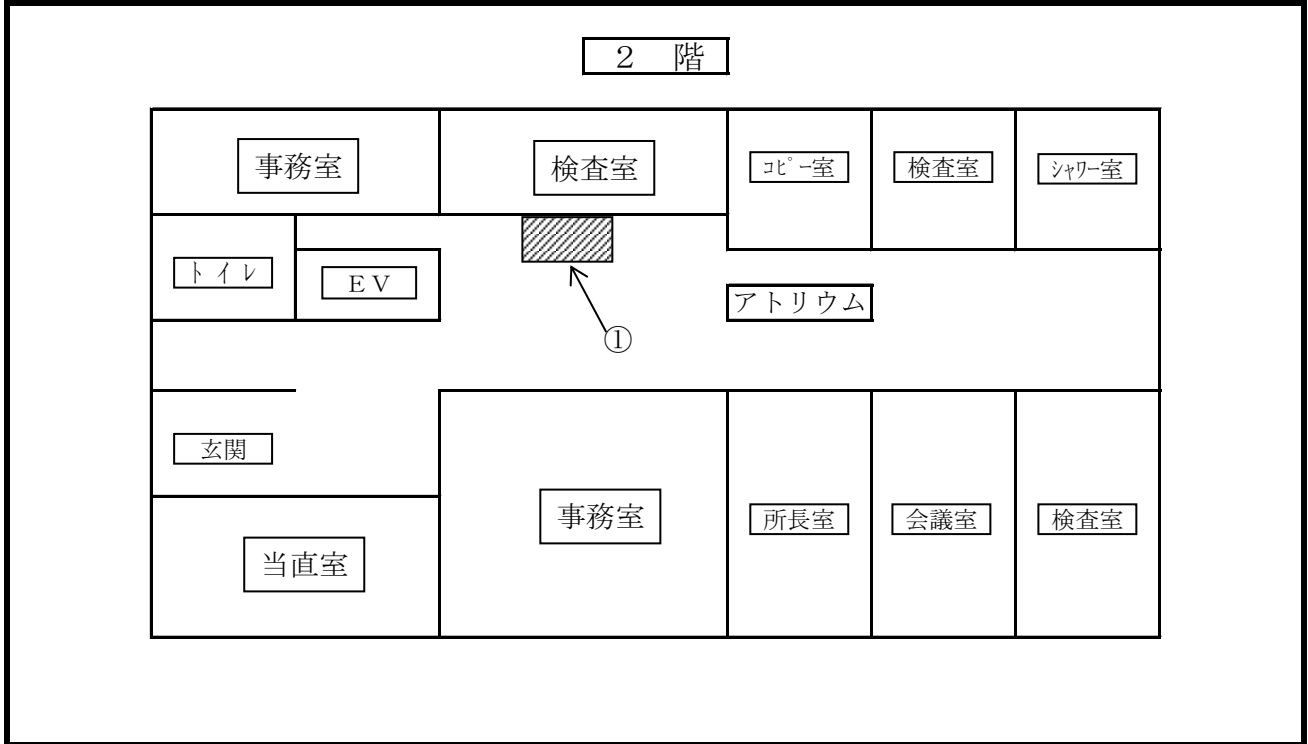 ２　階
事務室
検査室
ｺﾋﾟｰ室
検査室
ｼｬﾜｰ室
トイレ
ＥＶ
アトリウム
①
玄関
事務室
所長室
会議室
検査室
当直室